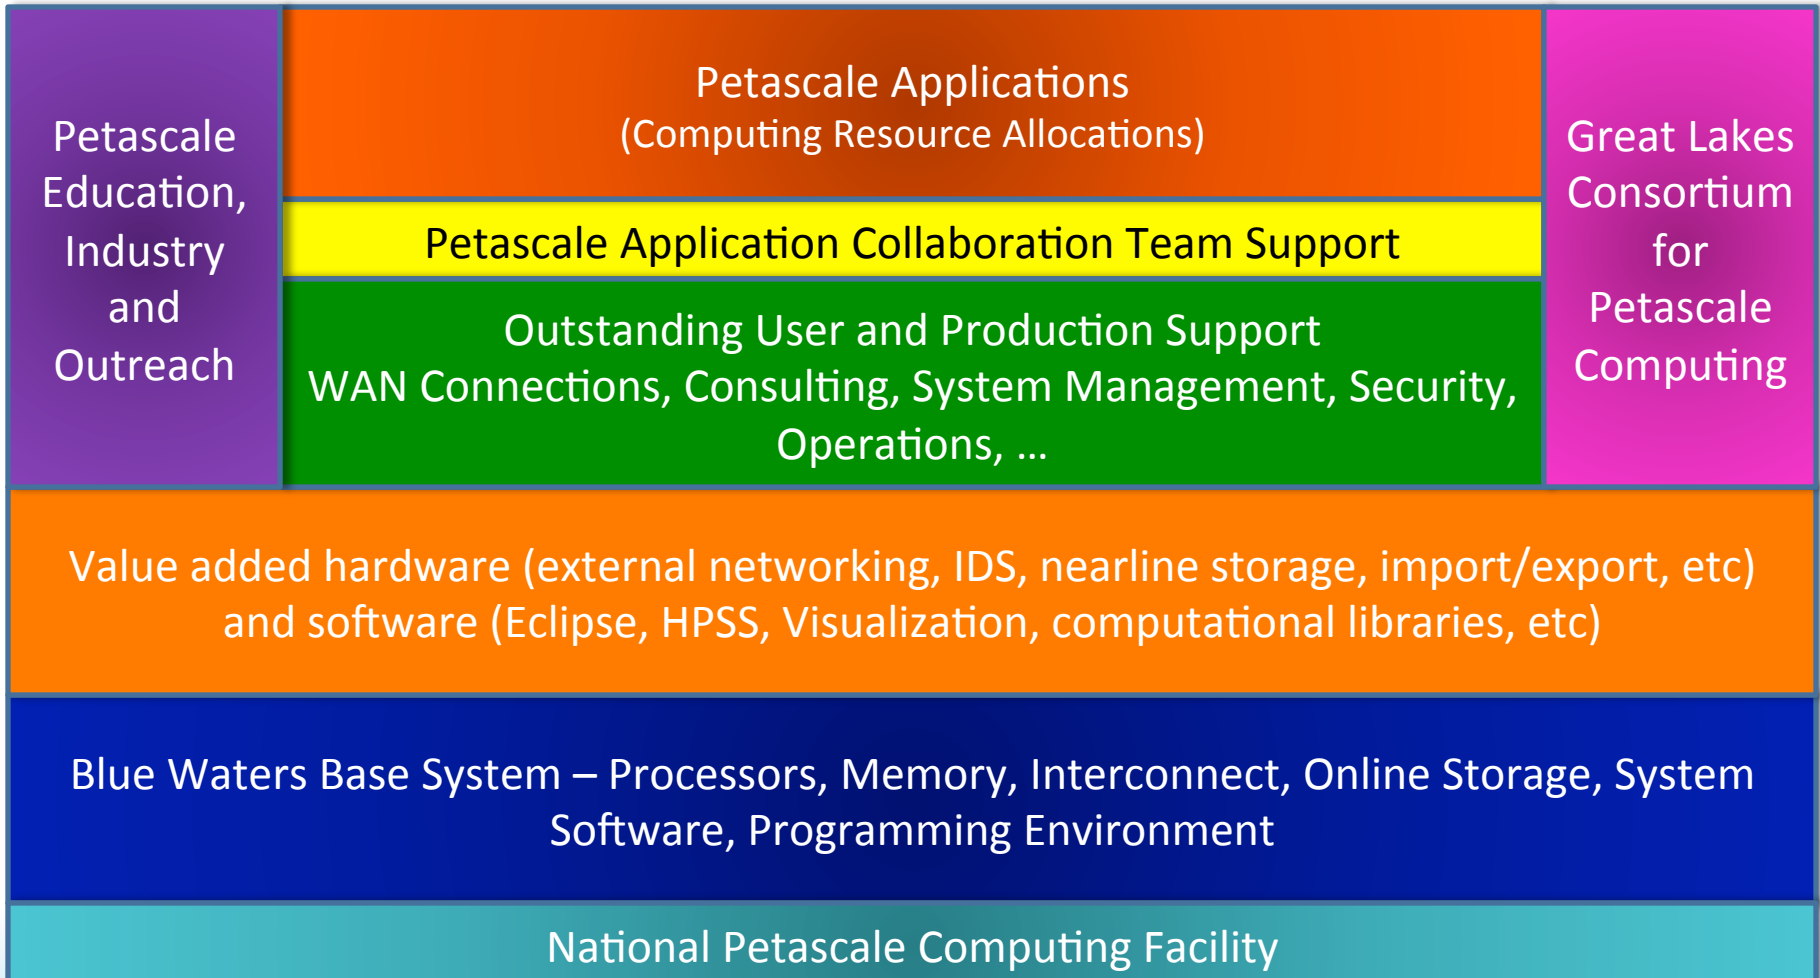 Petascale
Education,
Industry
and
Outreach
Petascale Applications
(Computing Resource Allocations)
Petascale Application Collaboration Team Support
Outstanding User and Production Support
WAN Connections, Consulting, System Management, Security,
Operations, ...
Great Lakes
Consortium
for
Petascale
Computing
Value added hardware (external networking, IDS, nearline storage, import/export, etc)
and software (Eclipse, HPSS, Visualization, computational libraries, etc)
Blue Waters Base System – Processors, Memory, Interconnect, Online Storage, System
Software, Programming Environment
National Petascale Computing Facility